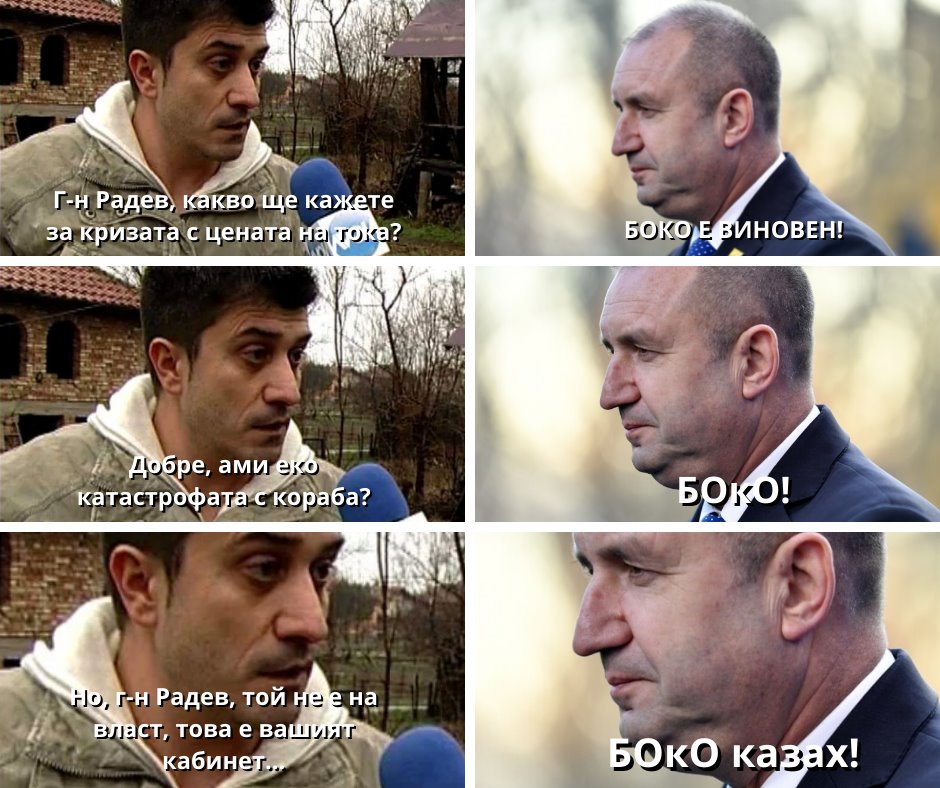 Г-н Радев, какво ще кажете
за кризата с цената на тока?
БОКО Е ВИНОВЕН!
Добре, ами еко
катастрофата с кораба?
БОкО!
Но, г-н Радев, той не е на
власт, това е вашият
кабинет...
БОкО казах!